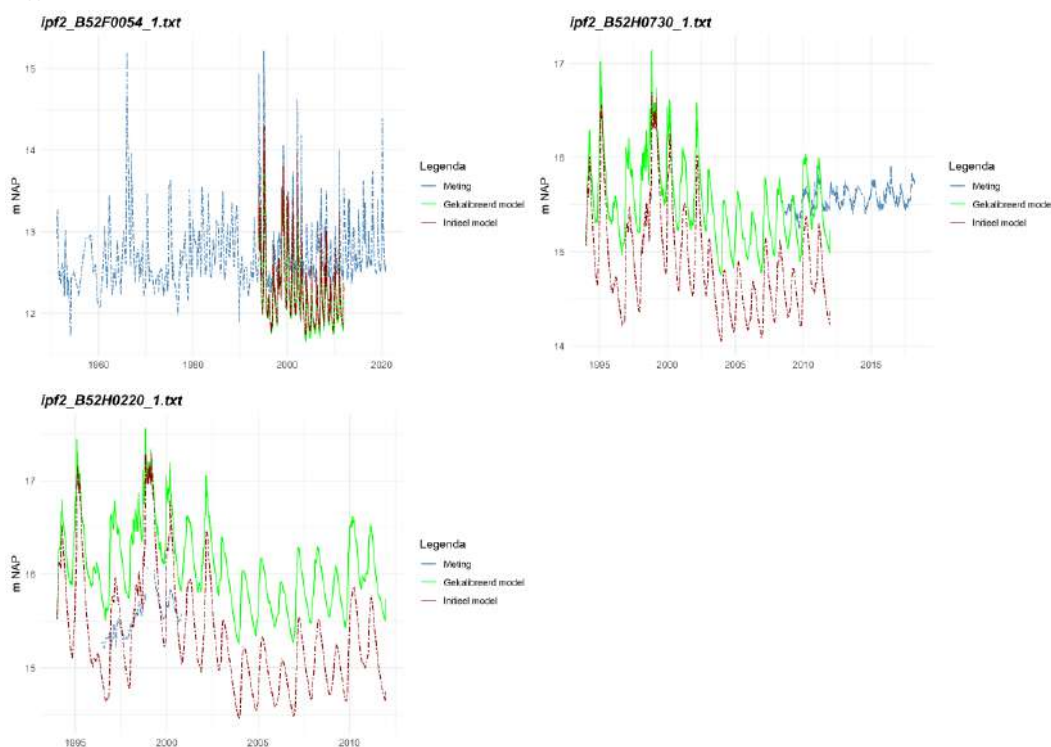 ipf2_B52F0054_1.txt
15
14
13
12
m NAP
1960
1980
2000
2020
Legenda
Meting
Gekalibreerd model
Initieel model
ipf2_B52H0730_1.txt
17
16
15
14
m NAP
1995
2000
2005
2010
2015
Legenda
Meting
Gekalibreerd model
Initieel model
ipf2_B52H0220_1.txt
17
16
15
m NAP
1995
2000
2005
2010
Legenda
Meting
Gekalibreerd model
Initieel model